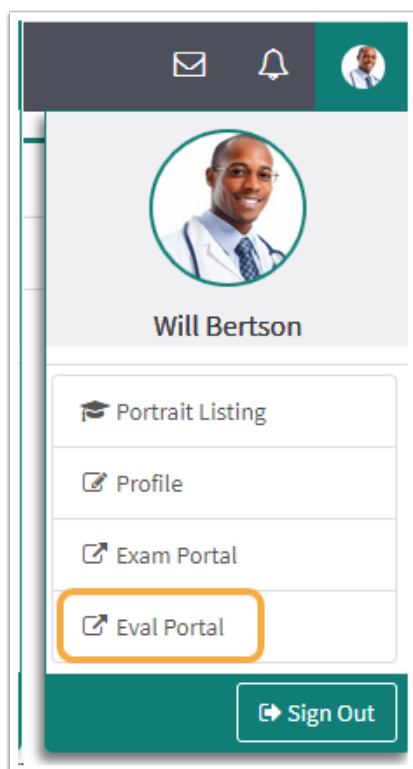 Will Bertson
Portrait Listing
Profile
Exam Portal
Eval Portal
Sign Out